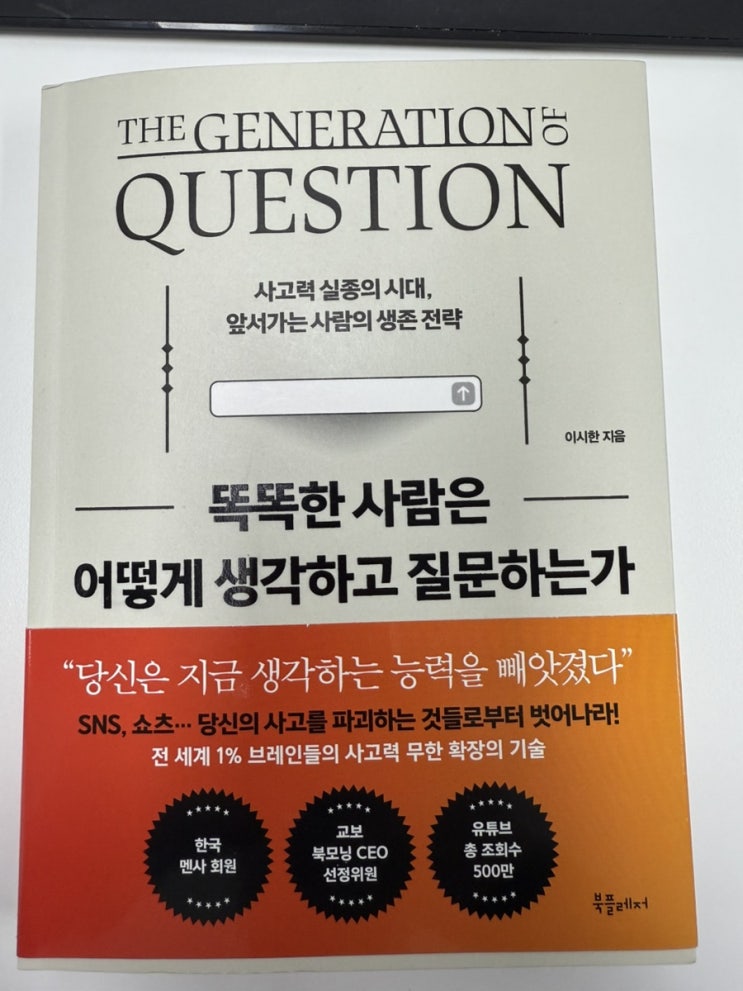 THE GENERATION OF
QUESTION
사고력 실종의 시대,
앞서가는 사람의 생존 전략
이시한 지음
똑똑한 사람은
어떻게 생각하고 질문하는가
“당신은 지금 생각하는 능력을 빼앗겼다”
SNS, 쇼츠… 당신의 사고를 파괴하는 것들로부터 벗어나라!
전 세계 1% 브레인들의 사고력 무한 확장의 기술
한국
멘사 회원
교보
북모닝 CEO
선정위원
유튜브
총 조회수
500만
북플레저